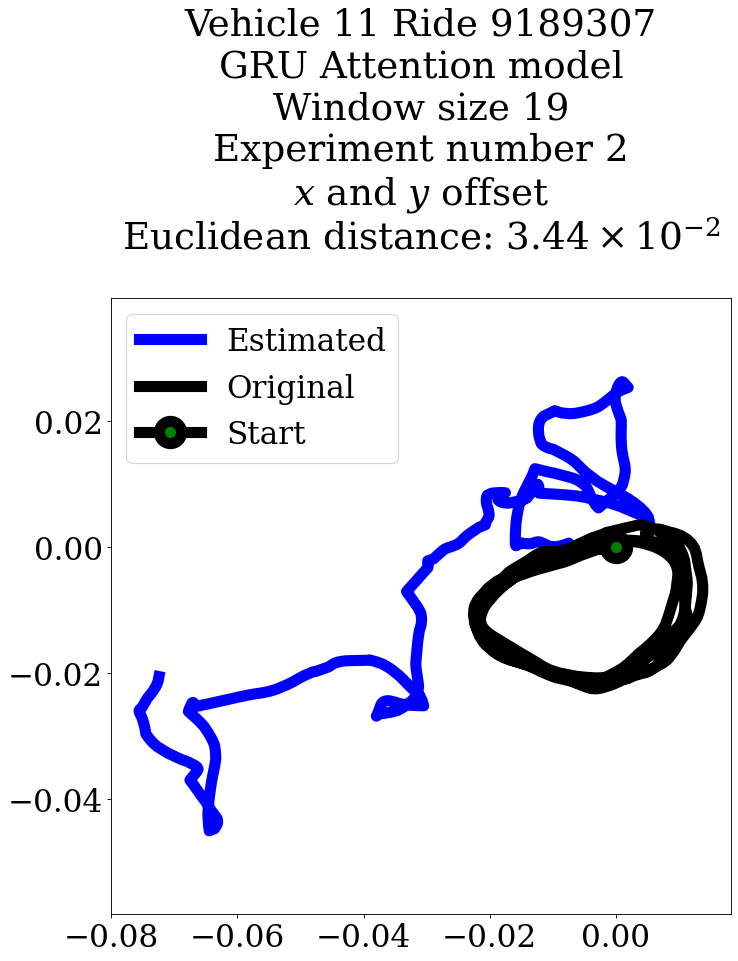 Vehicle 11 Ride 9189307
GRU Attention model
Window size 19
Experiment number 2
x and y offset
Euclidean distance: 3.44 × 10⁻²
Estimated
Original
Start
0.02
0.00
−0.02
−0.04
−0.08 −0.06 −0.04 −0.02 0.00